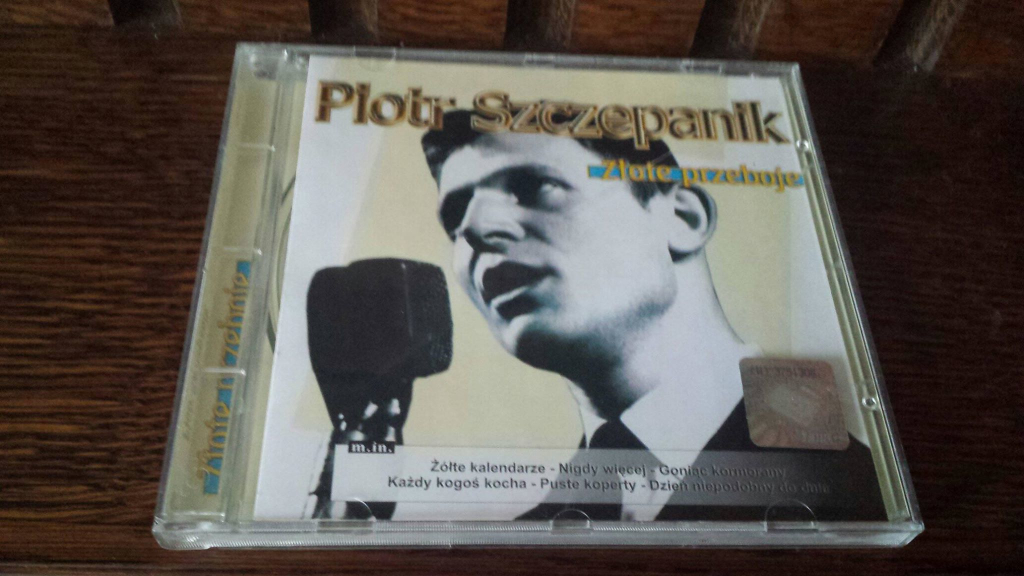 Piotr Szczepanik
Złote przeboje
Złote przeboje
m.in.
Żółte kalendarze - Nigdy więcej - Goniąc kormorany
Każdy kogoś kocha - Puste koperty - Dzień niepodobny do dnia